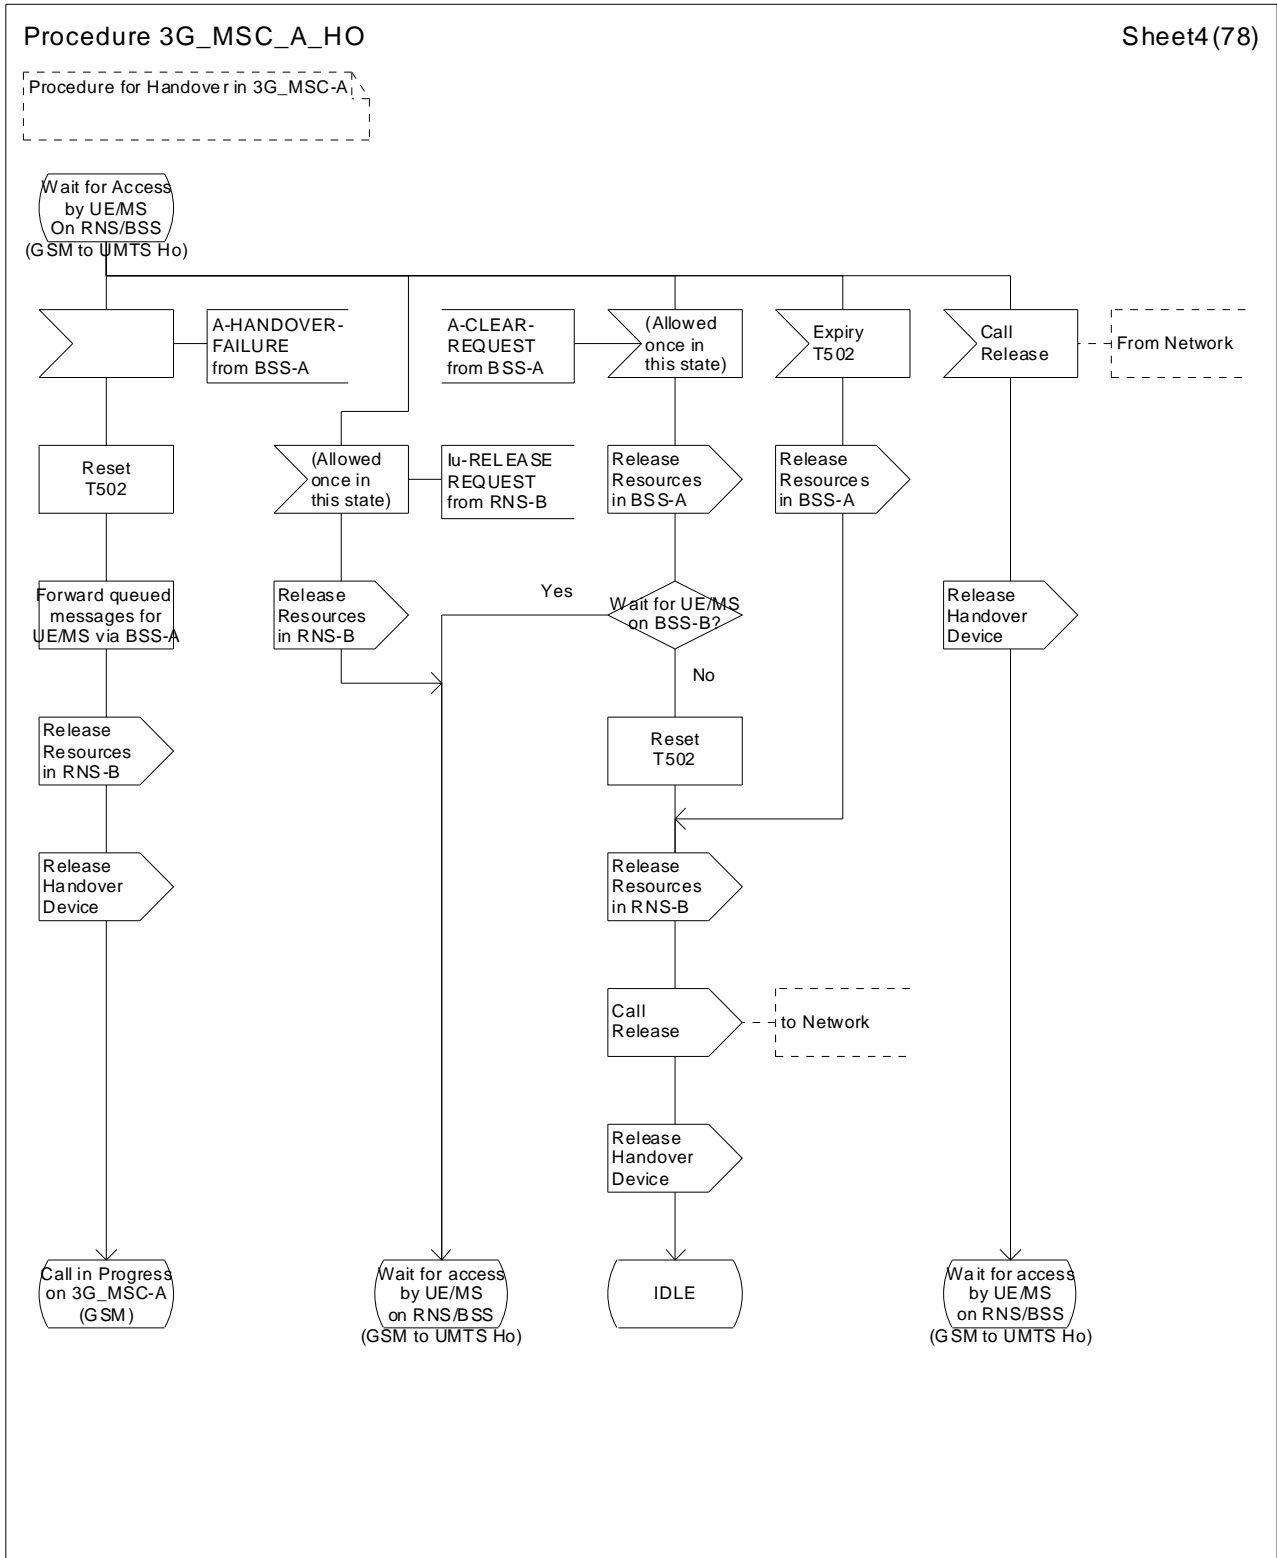 Procedure 3G_MSC_A_HO
Sheet4(78)
Procedure for Handover in 3G_MSC-A
Wait for Access
by UE/MS
On RNS/BSS
(GSM to UMTS Ho)
A-HANDOVER-
FAILURE
from BSS-A
A-CLEAR-
REQUEST
from BSS-A
(Allowed
once in
this state)
Expiry
T502
Call
Release
From Network
Reset
T502
(Allowed
once in
this state)
Iu-RELEASE
REQUEST
from RNS-B
Release
Resources
in BSS-A
Release
Resources
in BSS-A
Forward queued
messages for
UE/MS via BSS-A
Release
Resources
in RNS-B
Yes
Wait for UE/MS
on BSS-B?
No
Release
Handover
Device
Release
Resources
in RNS-B
Reset
T502
Release
Handover
Device
Release
Resources
in RNS-B
Call
Release
to Network
Release
Handover
Device
Call in Progress
on 3G_MSC-A
(GSM)
Wait for access
by UE/MS
on RNS/BSS
(GSM to UMTS Ho)
IDLE
Wait for access
by UE/MS
on RNS/BSS
(GSM to UMTS Ho)